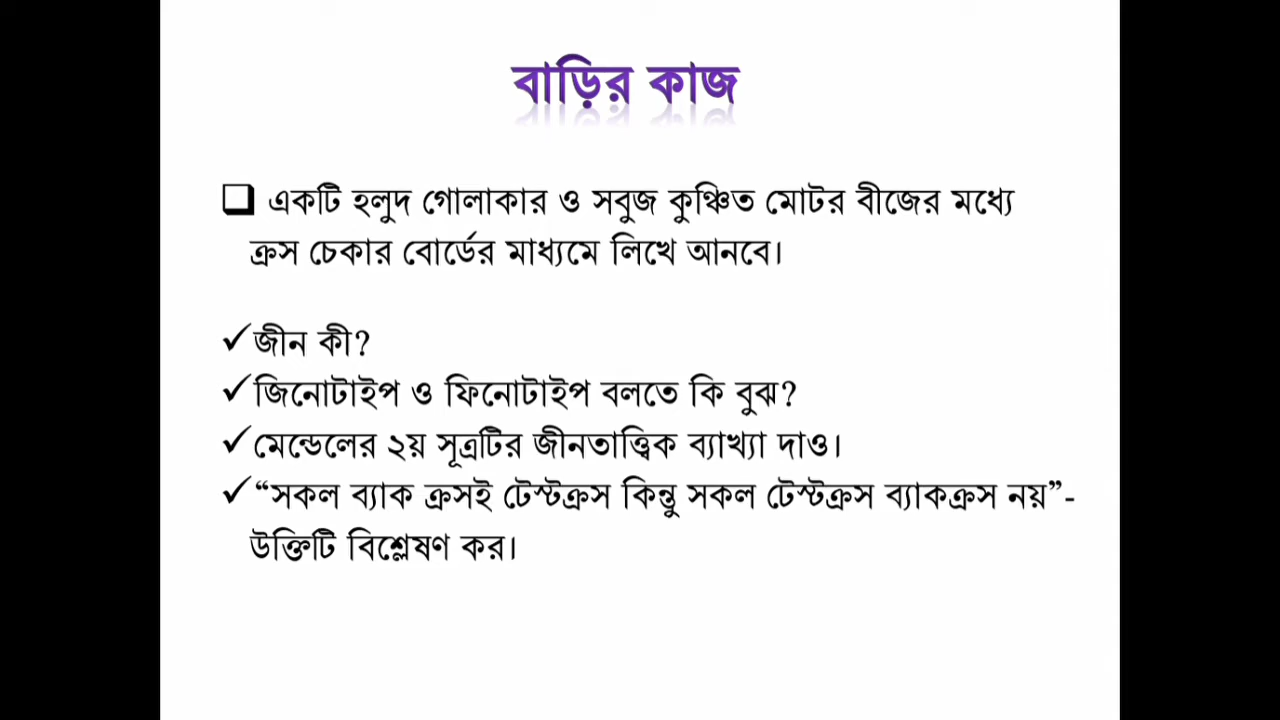 বাড়ির কাজ
একটি হলুদ গোলাকার ও সবুজ কুঞ্চিত মোটর বীজের মধ্যে
ক্রস চেকার বোর্ডের মাধ্যমে লিখে আনবে।
জীন কী?
জিনোটাইপ ও ফিনোটাইপ বলতে কি বুঝ?
মেন্ডেলের ২য় সূত্রটির জীনতাত্ত্বিক ব্যাখ্যা দাও।
“সকল ব্যাক ক্রসই টেস্টক্রস কিন্তু সকল টেস্টক্রস ব্যাকক্রস নয়”-
উক্তিটি বিশ্লেষণ কর।